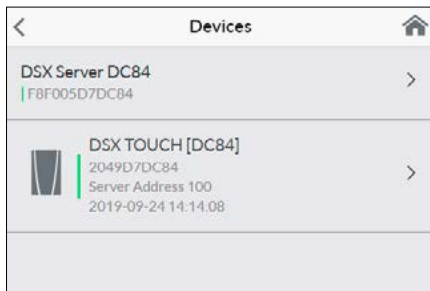 Devices
DSX Server DC84
F8F005D7DC84
DSX TOUCH [DC84]
2049D7DC84
Server Address 100
2019-09-24 14.14.08